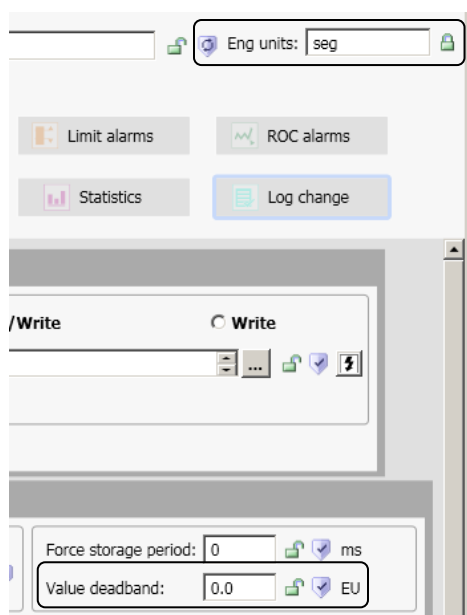 Eng units: seg
Limit alarms
ROC alarms
Statistics
Log change
/Write
Write
...
Force storage period: 0 ms
Value deadband: 0.0 EU